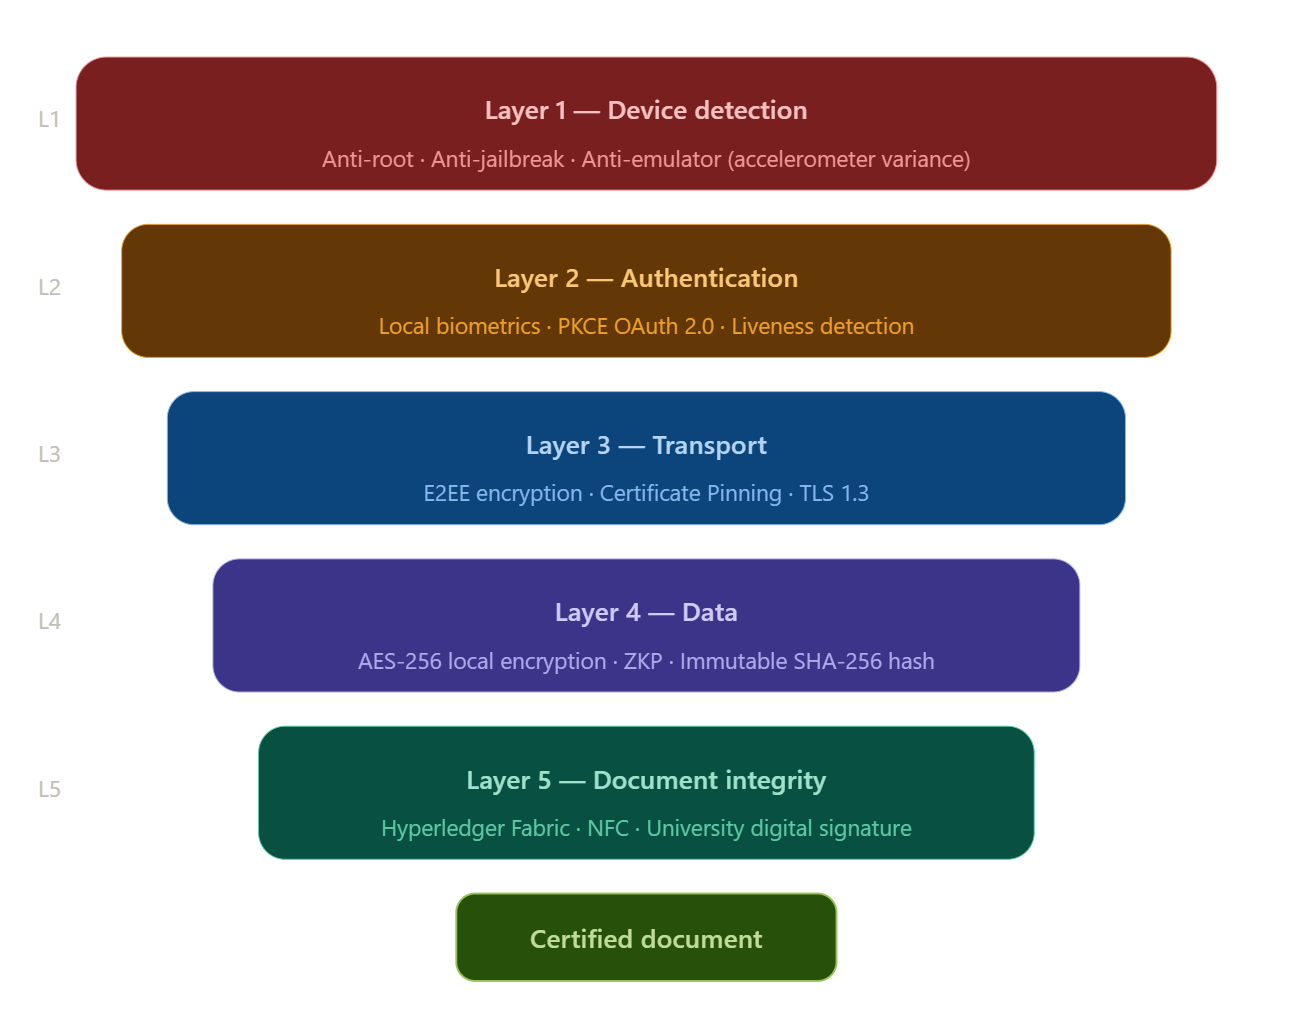 L1
Layer 1 — Device detection
Anti-root · Anti-jailbreak · Anti-emulator (accelerometer variance)
L2
Layer 2 — Authentication
Local biometrics · PKCE OAuth 2.0 · Liveness detection
L3
Layer 3 — Transport
E2EE encryption · Certificate Pinning · TLS 1.3
L4
Layer 4 — Data
AES-256 local encryption · ZKP · Immutable SHA-256 hash
L5
Layer 5 — Document integrity
Hyperledger Fabric · NFC · University digital signature
Certified document